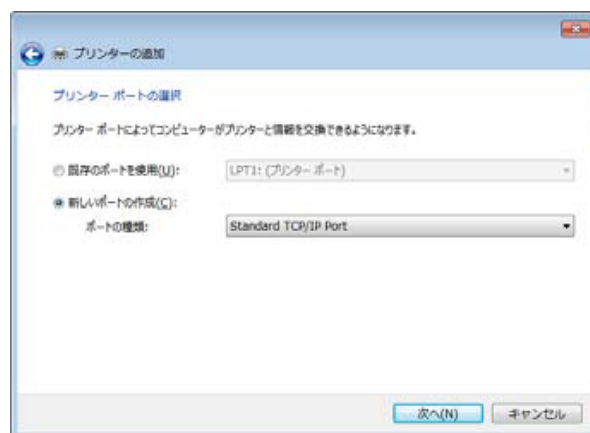 プリンターの追加
プリンター ポートの選択
プリンター ポートによってコンピューターがプリンターと情報を交換できるようになります。
既存のポートを使用(U): LPT1: (プリンター ポート)
新しいポートの作成(C):
ポートの種類: Standard TCP/IP Port
次へ(N) キャンセル